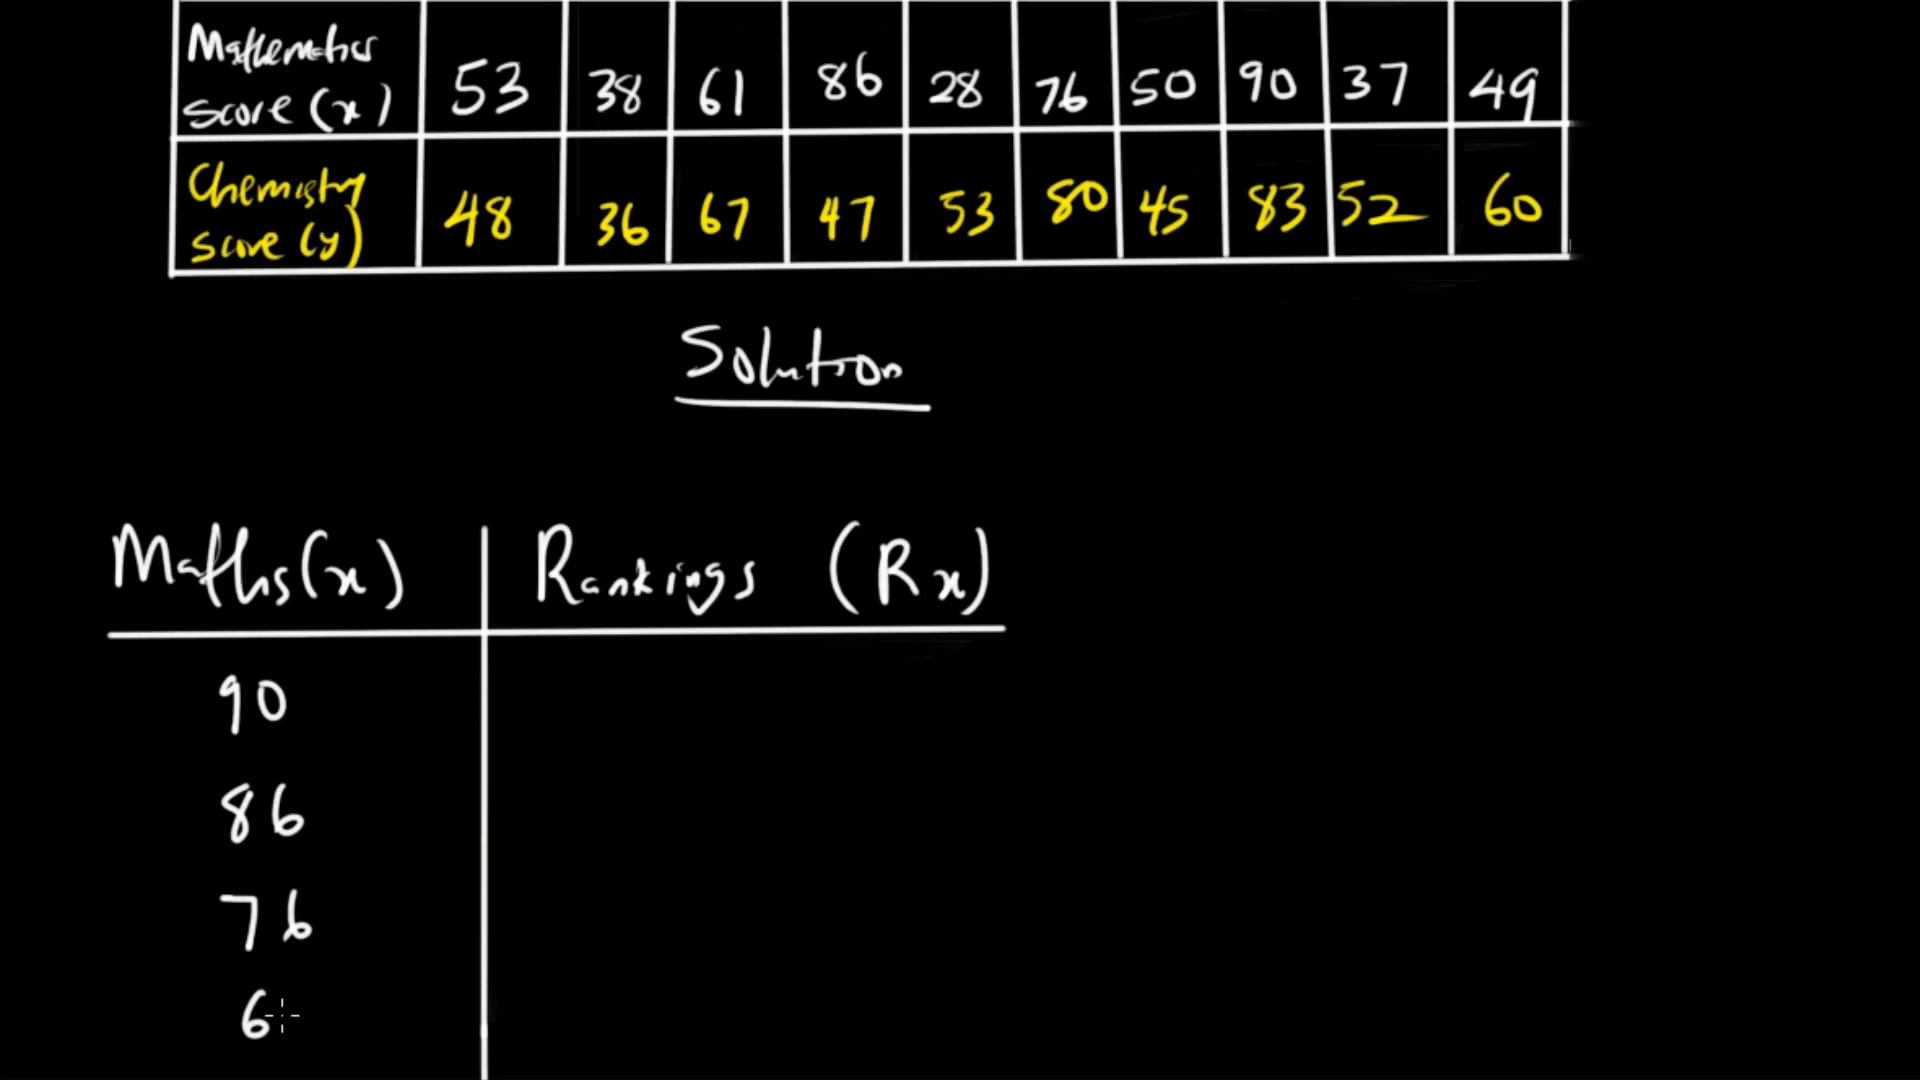 Mathematics score (x) 53 38 61 86 28 76 50 90 37 49
Chemistry score (y) 48 36 67 47 53 80 45 83 52 60
Solution
Maths(x) Rankings (Rx)
90
86
76
6